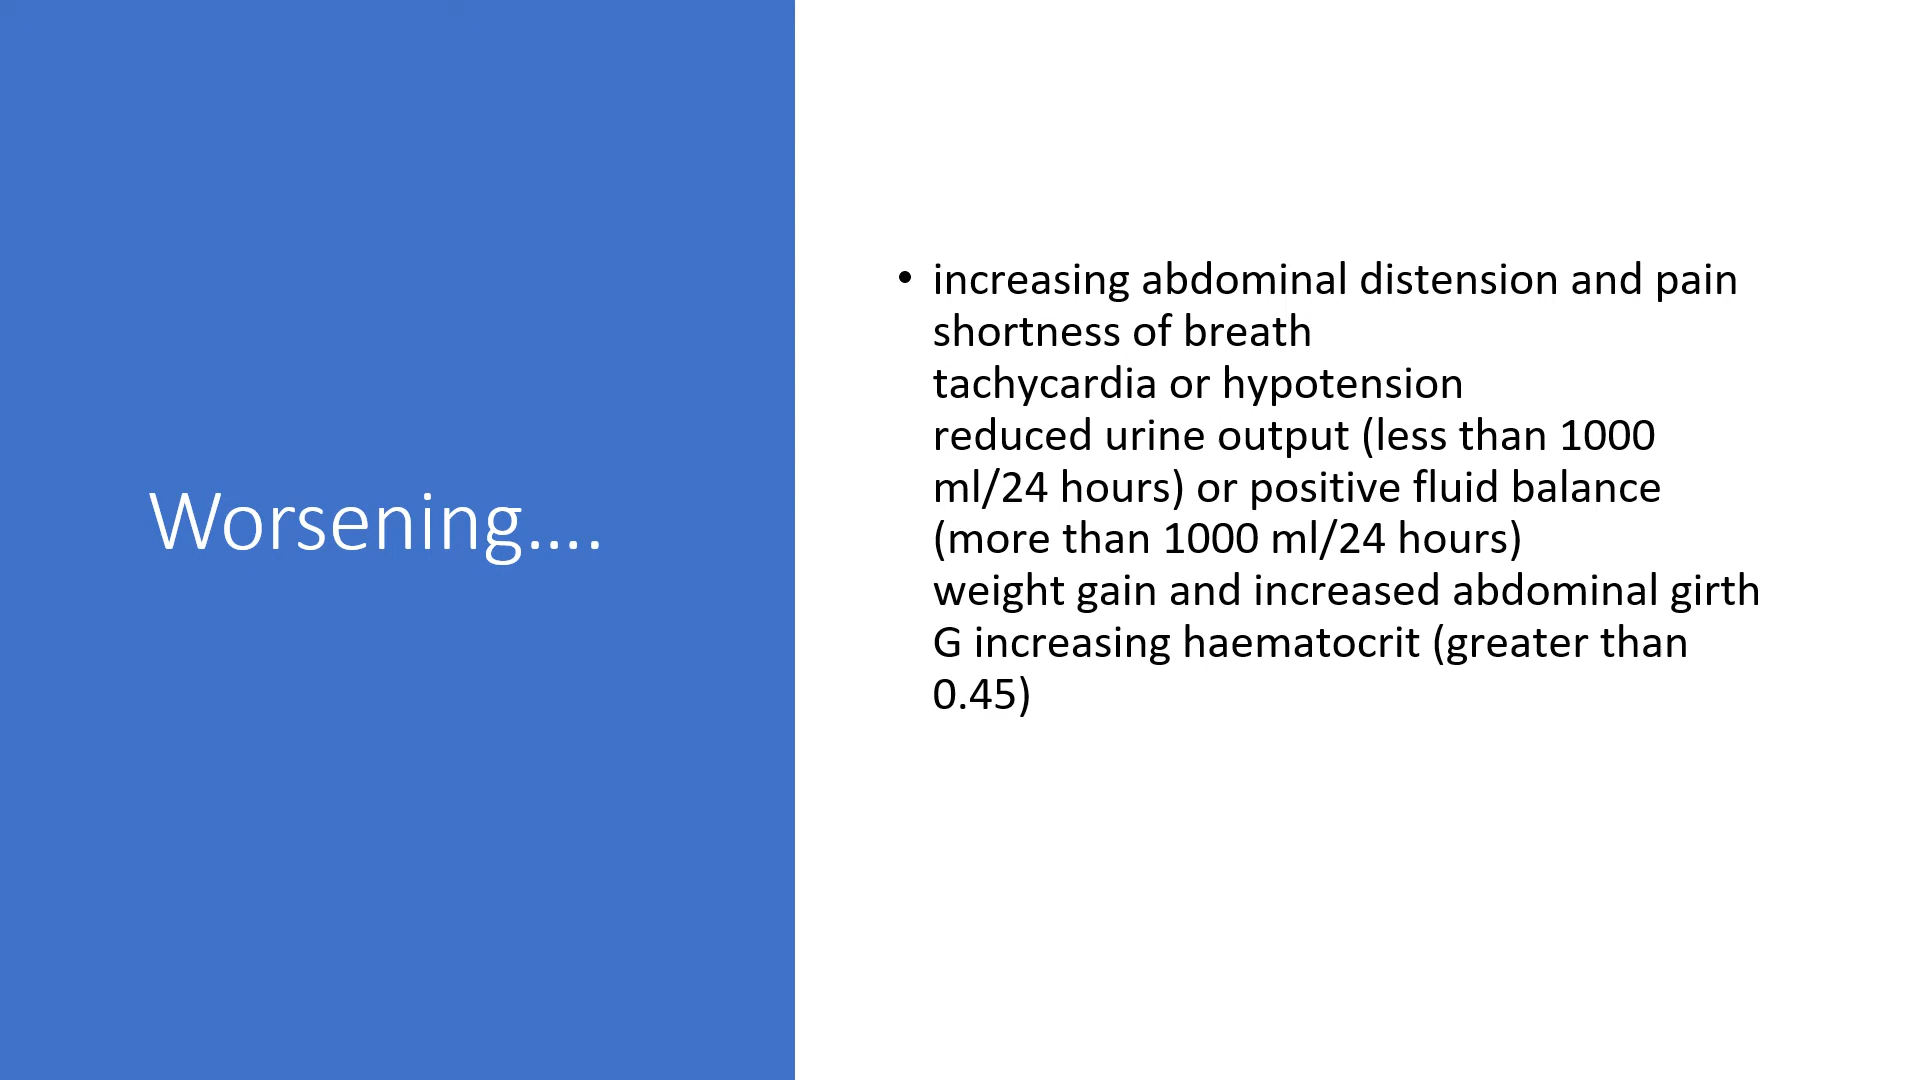 Worsening....
• increasing abdominal distension and pain
shortness of breath
tachycardia or hypotension
reduced urine output (less than 1000
ml/24 hours) or positive fluid balance
(more than 1000 ml/24 hours)
weight gain and increased abdominal girth
G increasing haematocrit (greater than
0.45)